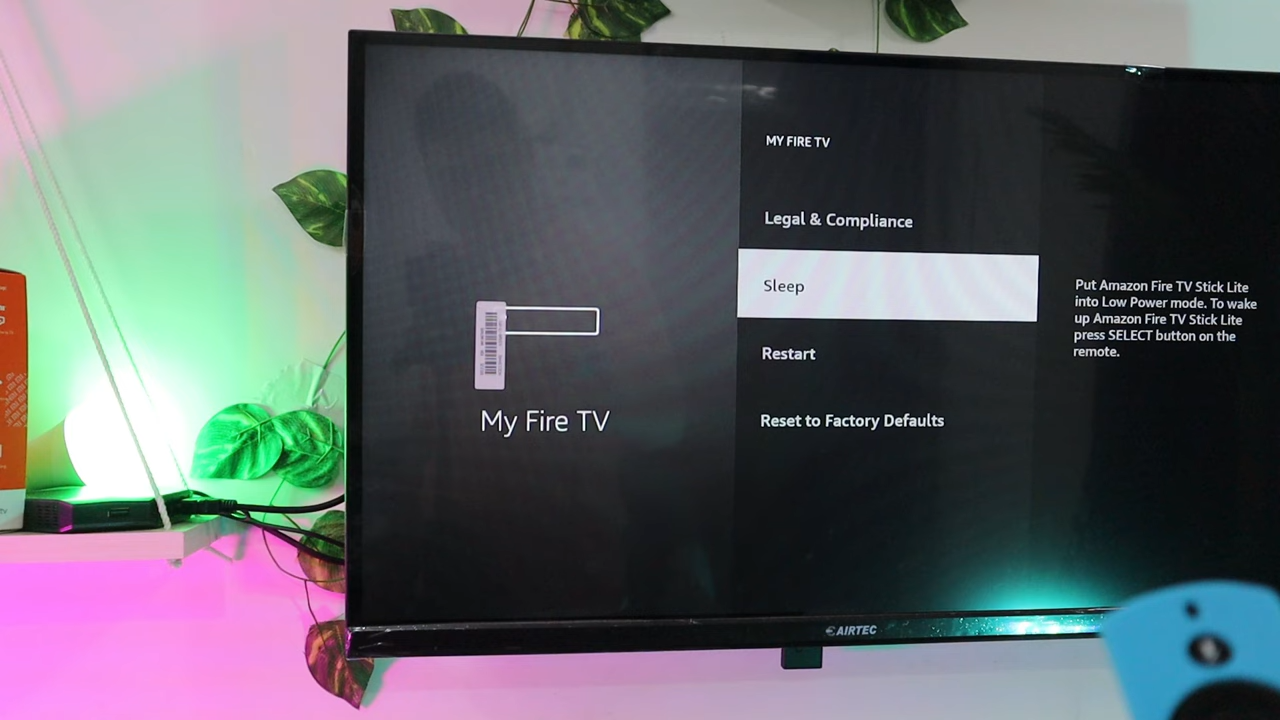 MY FIRE TV
Legal & Compliance
Sleep
Restart
Reset to Factory Defaults
My Fire TV
Put Amazon Fire TV Stick Lite
into Low Power mode. To wake
up Amazon Fire TV Stick Lite
press SELECT button on the
remote.
AIRTEC